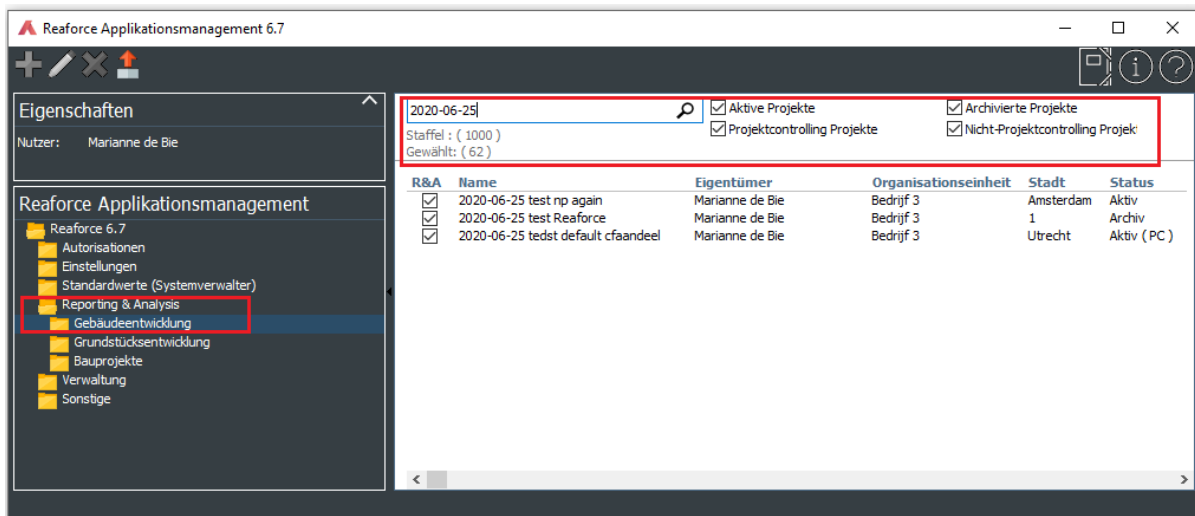 Reaforce Applikationsmanagement 6.7
Eigenschaften
Nutzer: Marianne de Bie
Reaforce Applikationsmanagement
Reaforce 6.7
Autorisationen
Einstellungen
Standardwerte (Systemverwalter)
Reporting & Analysis
Gebäudeentwicklung
Grundstücksentwicklung
Bauprojekte
Verwaltung
Sonstige
2020-06-25
Aktive Projekte Archivierte Projekte
Staffel : ( 1000 )
Projektcontrolling Projekte Nicht-Projektcontrolling Projekt
Gewählt: ( 62 )
R&A Name Eigentümer Organisationseinheit Stadt Status
2020-06-25 test np again Marianne de Bie Bedrijf 3 Amsterdam Aktiv
2020-06-25 test Reaforce Marianne de Bie Bedrijf 3 1 Archiv
2020-06-25 tedst default cfaandeel Marianne de Bie Bedrijf 3 Utrecht Aktiv ( PC )